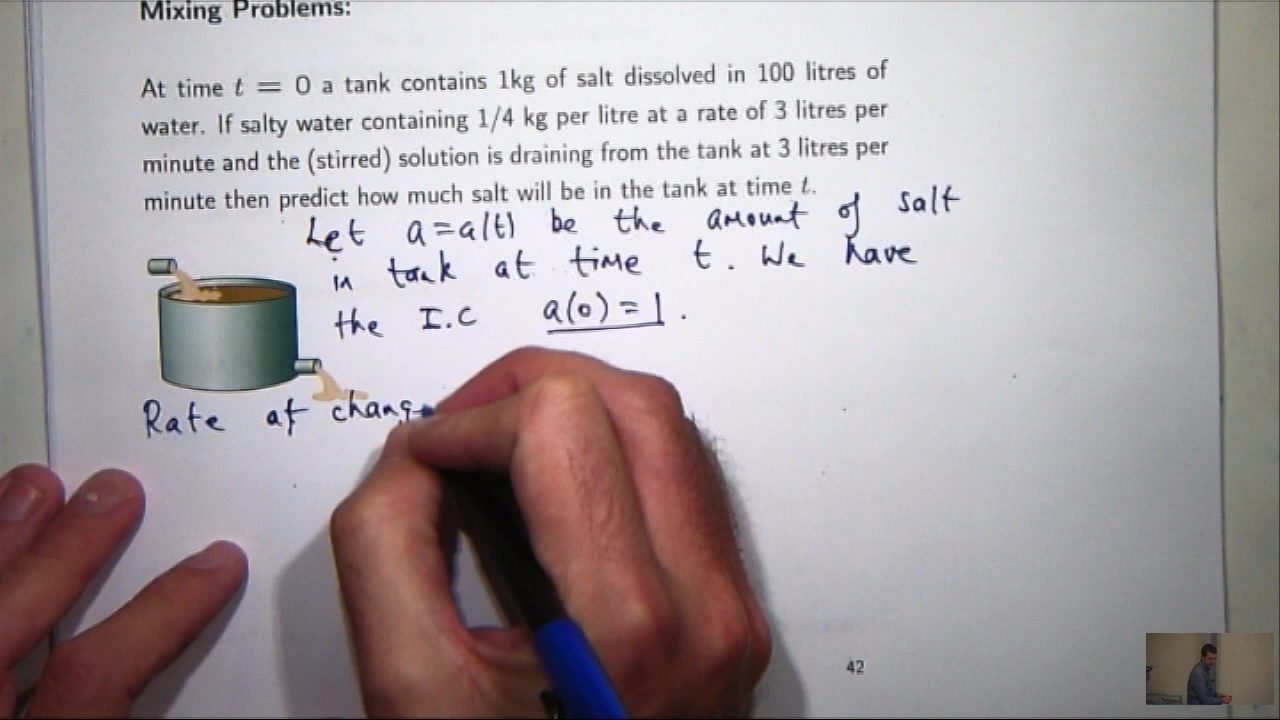 Mixing Problems:
At time t = 0 a tank contains 1kg of salt dissolved in 100 litres of
water. If salty water containing 1/4 kg per litre at a rate of 3 litres per
minute and the (stirred) solution is draining from the tank at 3 litres per
minute then predict how much salt will be in the tank at time t.
Let a=a(t) be the amount of salt
in tank at time t. We have
the I.C a(0) = 1.
Rate of chang
42